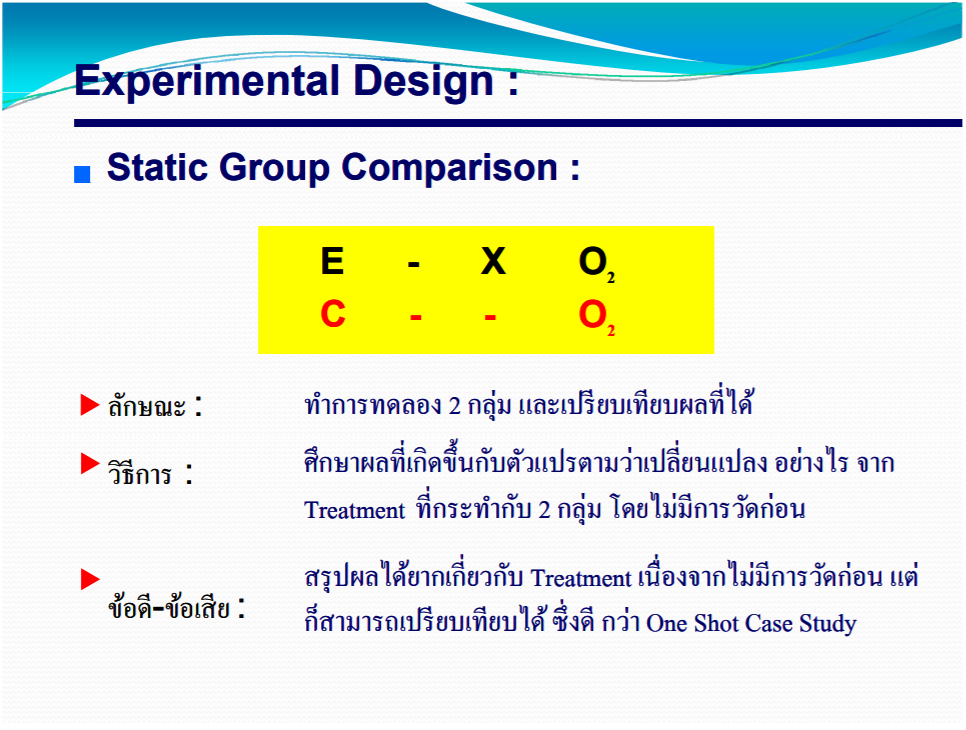 Experimental Design :
Static Group Comparison :
E - X O2
C - - O2
ลักษณะ : ทำการทดลอง 2 กลุ่ม และเปรียบเทียบผลที่ได้
วิธีการ : ศึกษาผลที่เกิดขึ้นกับตัวแปรตามว่าเปลี่ยนแปลง อย่างไร จาก
Treatment ที่กระทำกับ 2 กลุ่ม โดยไม่มีการวัดก่อน
ข้อดี-ข้อเสีย : สรุปผลได้ยากเกี่ยวกับ Treatment เนื่องจากไม่มีการวัดก่อน แต่
ก็สามารถเปรียบเทียบได้ ซึ่งดี กว่า One Shot Case Study